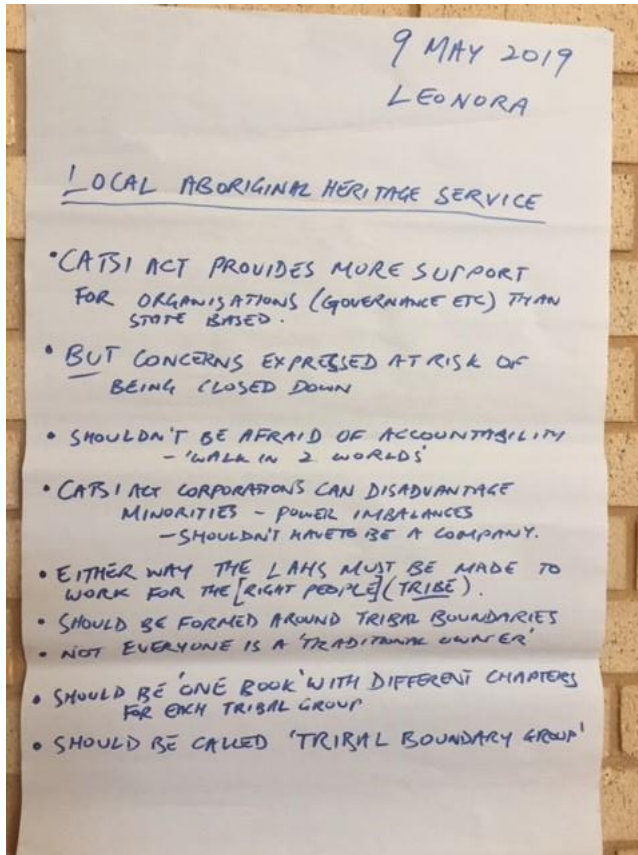 9 MAY 2019
LEONORA
LOCAL ABORIGINAL HERITAGE SERVICE
• CATSI ACT PROVIDES MORE SUPPORT
FOR ORGANISATIONS (GOVERNANCE ETC) THAN
STATE BASED.
• BUT CONCERNS EXPRESSED AT RISK OF
BEING CLOSED DOWN
• SHOULDN'T BE AFRAID OF ACCOUNTABILITY
- 'WALK IN 2 WORLDS'
• CATSI ACT CORPORATIONS CAN DISADVANTAGE
MINORITIES - POWER IMBALANCES
- SHOULDN'T HAVE TO BE A COMPANY.
• EITHER WAY THE LAHS MUST BE MADE TO
WORK FOR THE [RIGHT PEOPLE] (TRIBE).
• SHOULD BE FORMED AROUND TRIBAL BOUNDARIES
• NOT EVERYONE IS A 'TRADITIONAL OWNER'
• SHOULD BE 'ONE BOOK' WITH DIFFERENT CHAPTERS
FOR EACH TRIBAL GROUP
• SHOULD BE CALLED 'TRIBAL BOUNDARY GROUP'